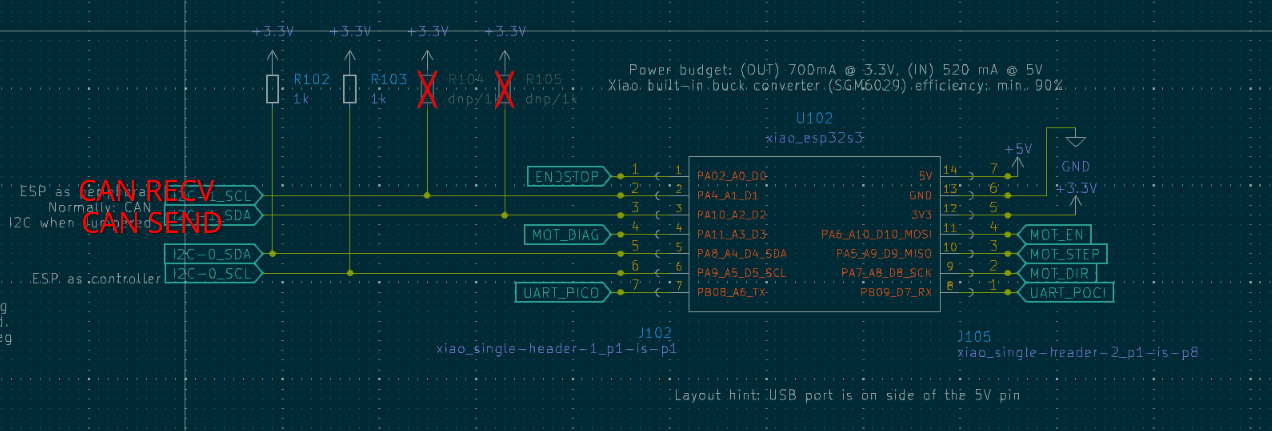 +3.3V +3.3V +3.3V +3.3V
R102 R103 R104 R105
1k 1k dnp/1k dnp/1k
Power budget: (OUT) 700mA @ 3.3V, (IN) 520 mA @ 5V
Xiao built-in buck converter (SGM6029) efficiency: min. 90%
U102
xiao_esp32s3
ESP as peripheral
Normally: CAN
I2C when jumpered
CAN RECV
CAN SEND
I2C-1_SCL
I2C-1_SDA
I2C-0_SDA
I2C-0_SCL
ESP as controller
ENDSTOP 1 1 PA02_A0_D0
2 2 PA4_A1_D1
3 3 PA10_A2_D2
MOT_DIAG 4 4 PA11_A3_D3
5 5 PA8_A4_D4_SDA
6 6 PA9_A5_D5_SCL
UART_PICO 7 7 PB08_A6_TX
5V 14 7 +5V
GND 13 6 GND
3V3 12 5 +3.3V
PA6_A10_D10_MOSI 11 4 MOT_EN
PA5_A9_D9_MISO 10 3 MOT_STEP
PA7_A8_D8_SCK 9 2 MOT_DIR
PB09_D7_RX 8 1 UART_POCI
J102
xiao_single-header-1_p1-is-p1
J105
xiao_single-header-2_p1-is-p8
Layout hint: USB port is on side of the 5V pin